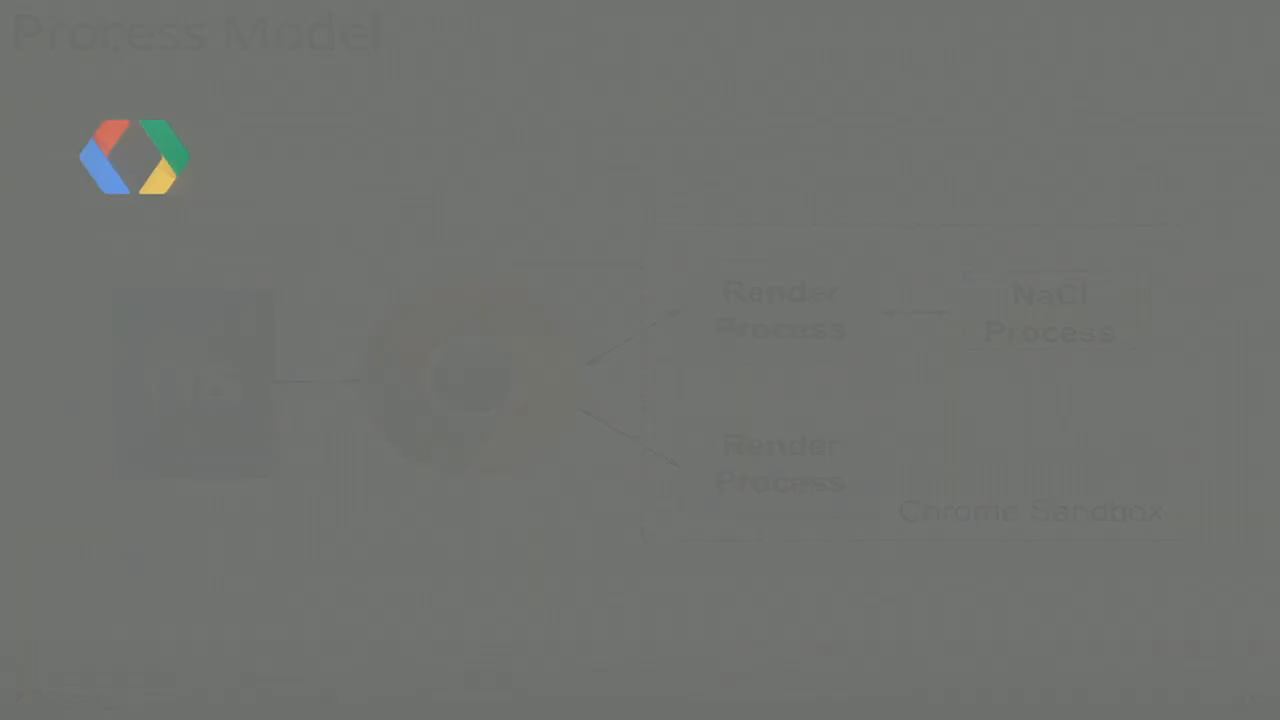 Process Model
Render
Process
NaCl
Process
Render
Process
Chrome Sandbox